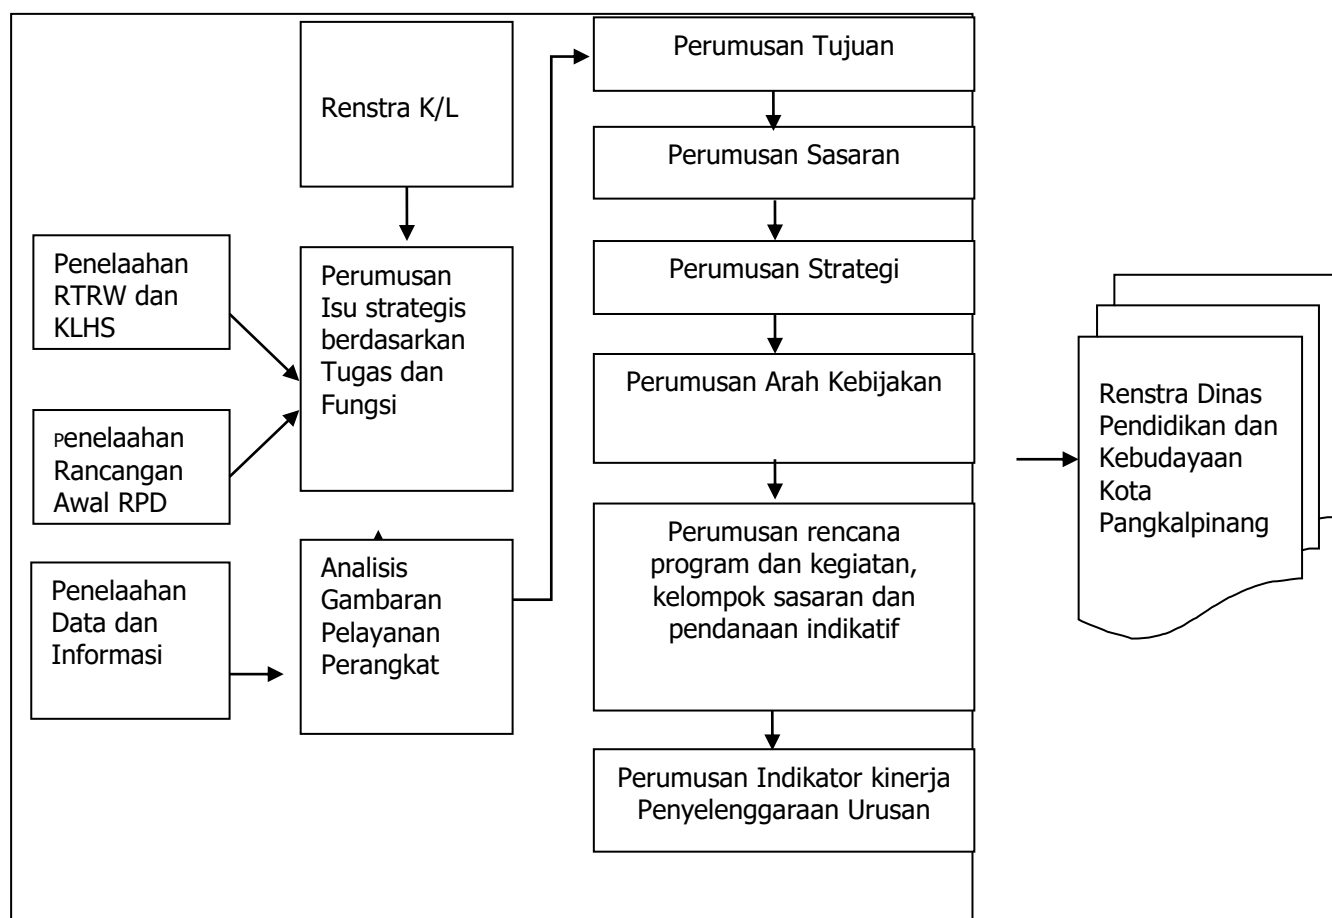 Renstra K/L
Penelaahan
RTRW dan
KLHS
Perumusan
Isu strategis
berdasarkan
Tugas dan
Fungsi
Penelaahan
Rancangan
Awal RPD
Penelaahan
Data dan
Informasi
Analisis
Gambaran
Pelayanan
Perangkat
Perumusan Tujuan
Perumusan Sasaran
Perumusan Strategi
Perumusan Arah Kebijakan
Perumusan rencana
program dan kegiatan,
kelompok sasaran dan
pendanaan indikatif
Perumusan Indikator kinerja
Penyelenggaraan Urusan
Renstra Dinas
Pendidikan dan
Kebudayaan
Kota
Pangkalpinang